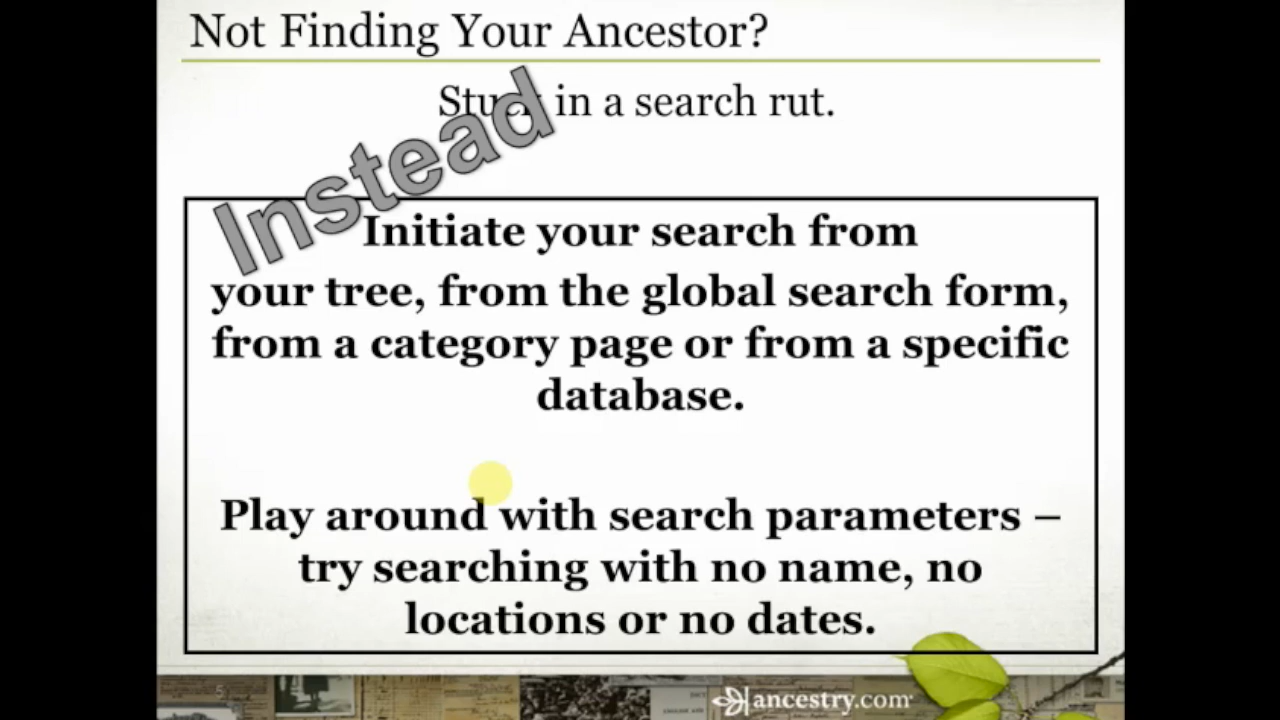 Not Finding Your Ancestor?
Stuck in a search rut.
Instead
Initiate your search from
your tree, from the global search form,
from a category page or from a specific
database.
Play around with search parameters –
try searching with no name, no
locations or no dates.
5
ancestry.com